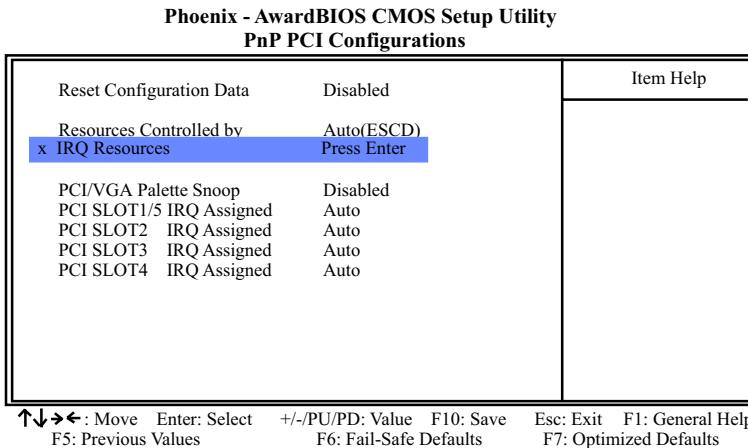 Phoenix - AwardBIOS CMOS Setup Utility
PnP PCI Configurations
Item Help
Reset Configuration Data Disabled
Resources Controlled by Auto(ESCD)
x IRQ Resources Press Enter
PCI/VGA Palette Snoop Disabled
PCI SLOT1/5 IRQ Assigned Auto
PCI SLOT2 IRQ Assigned Auto
PCI SLOT3 IRQ Assigned Auto
PCI SLOT4 IRQ Assigned Auto
↑↓→←: Move Enter: Select +/-/PU/PD: Value F10: Save Esc: Exit F1: General Help
F5: Previous Values F6: Fail-Safe Defaults F7: Optimized Defaults